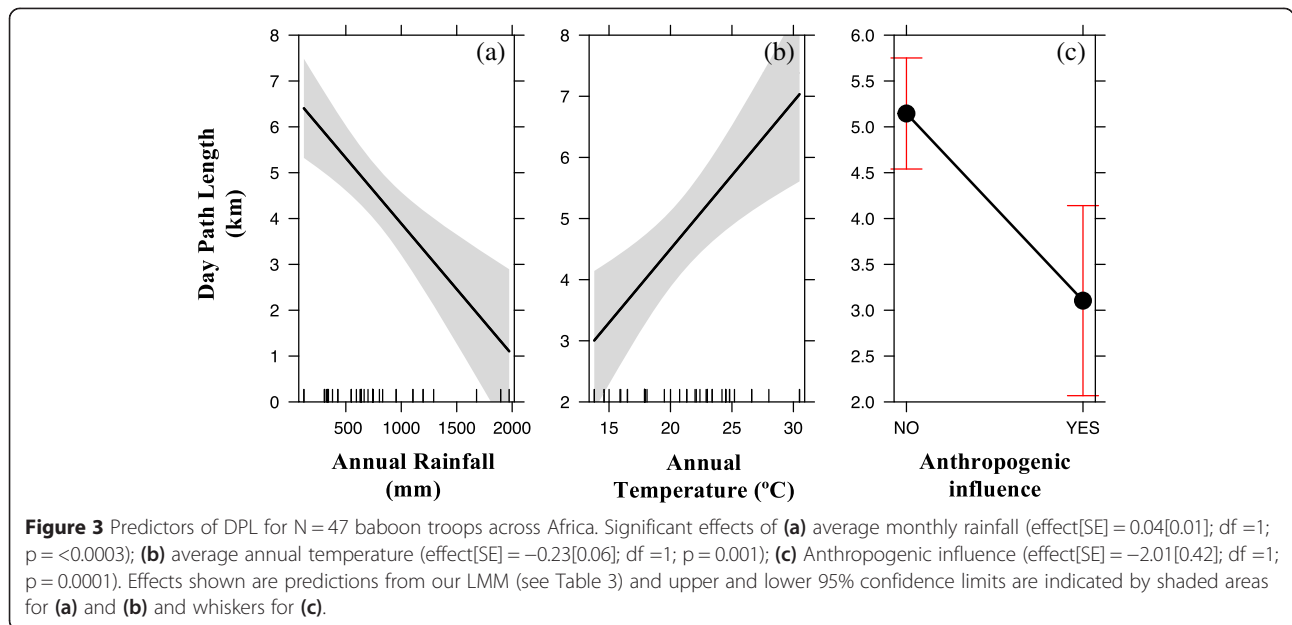 (a)
(b)
(c)
8
7
6
5
4
3
2
1
0
8
7
6
5
4
3
2
6.0
5.5
5.0
4.5
4.0
3.5
3.0
2.5
2.0
Day Path Length
(km)
500 1000 1500 2000
15 20 25 30
NO YES
Annual Rainfall
(mm)
Annual
Temperature (ºC)
Anthropogenic
influence
Figure 3 Predictors of DPL for N = 47 baboon troops across Africa. Significant effects of (a) average monthly rainfall (effect[SE] = 0.04[0.01]; df =1;
p = <0.0003); (b) average annual temperature (effect[SE] = −0.23[0.06]; df =1; p = 0.001); (c) Anthropogenic influence (effect[SE] = −2.01[0.42]; df =1;
p = 0.0001). Effects shown are predictions from our LMM (see Table 3) and upper and lower 95% confidence limits are indicated by shaded areas
for (a) and (b) and whiskers for (c).